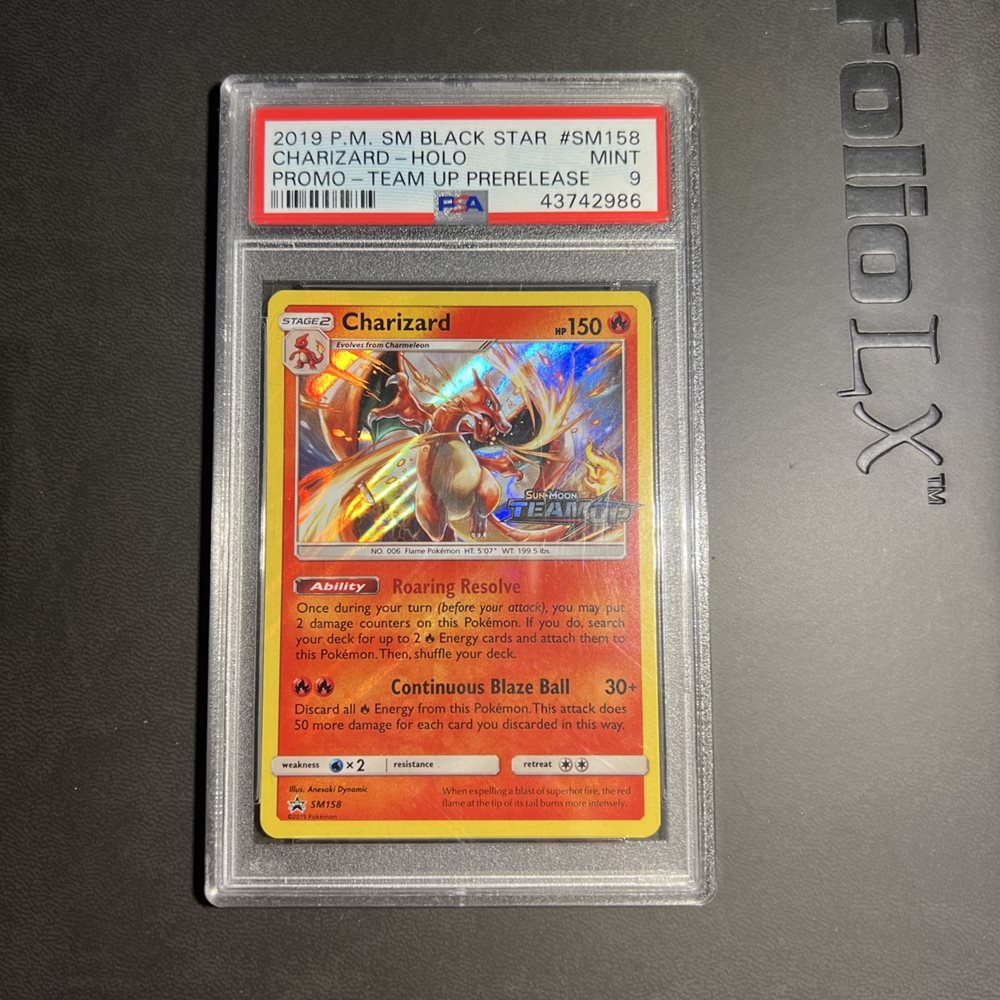 2019 P.M. SM BLACK STAR #SM158
CHARIZARD - HOLO MINT
PROMO - TEAM UP PRERELEASE 9
PSA 43742986
STAGE2 Charizard HP150
Evolves from Charmeleon
SUN & MOON
TEAM UP
NO. 006 Flame Pokémon HT: 5'07" WT: 199.5 lbs.
Ability Roaring Resolve
Once during your turn (before your attack), you may put
2 damage counters on this Pokémon. If you do, search
your deck for up to 2 Energy cards and attach them to
this Pokémon. Then, shuffle your deck.
Continuous Blaze Ball 30+
Discard all Energy from this Pokémon. This attack does
50 more damage for each card you discarded in this way.
weakness ×2 resistance retreat
Illus. Anesaki Dynamic
SM158
©2019 Pokémon
When expelling a blast of superhot fire, the red
flame at the tip of its tail burns more intensely.
Folio LX™